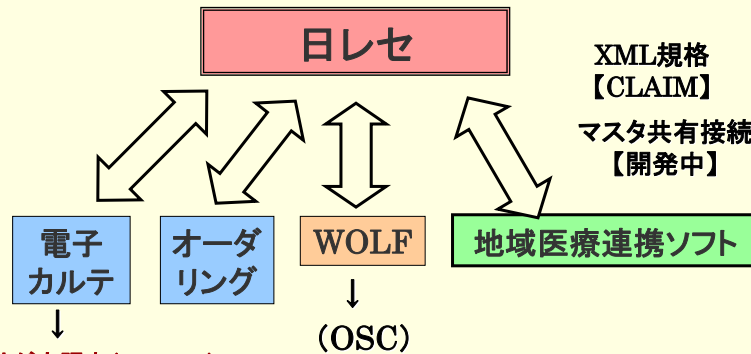 日レセ
XML規格
【CLAIM】
マスタ共有接続
【開発中】
電子
カルテ
オーダ
リング
WOLF
地域医療連携ソフト
↓
↓
(OSC)